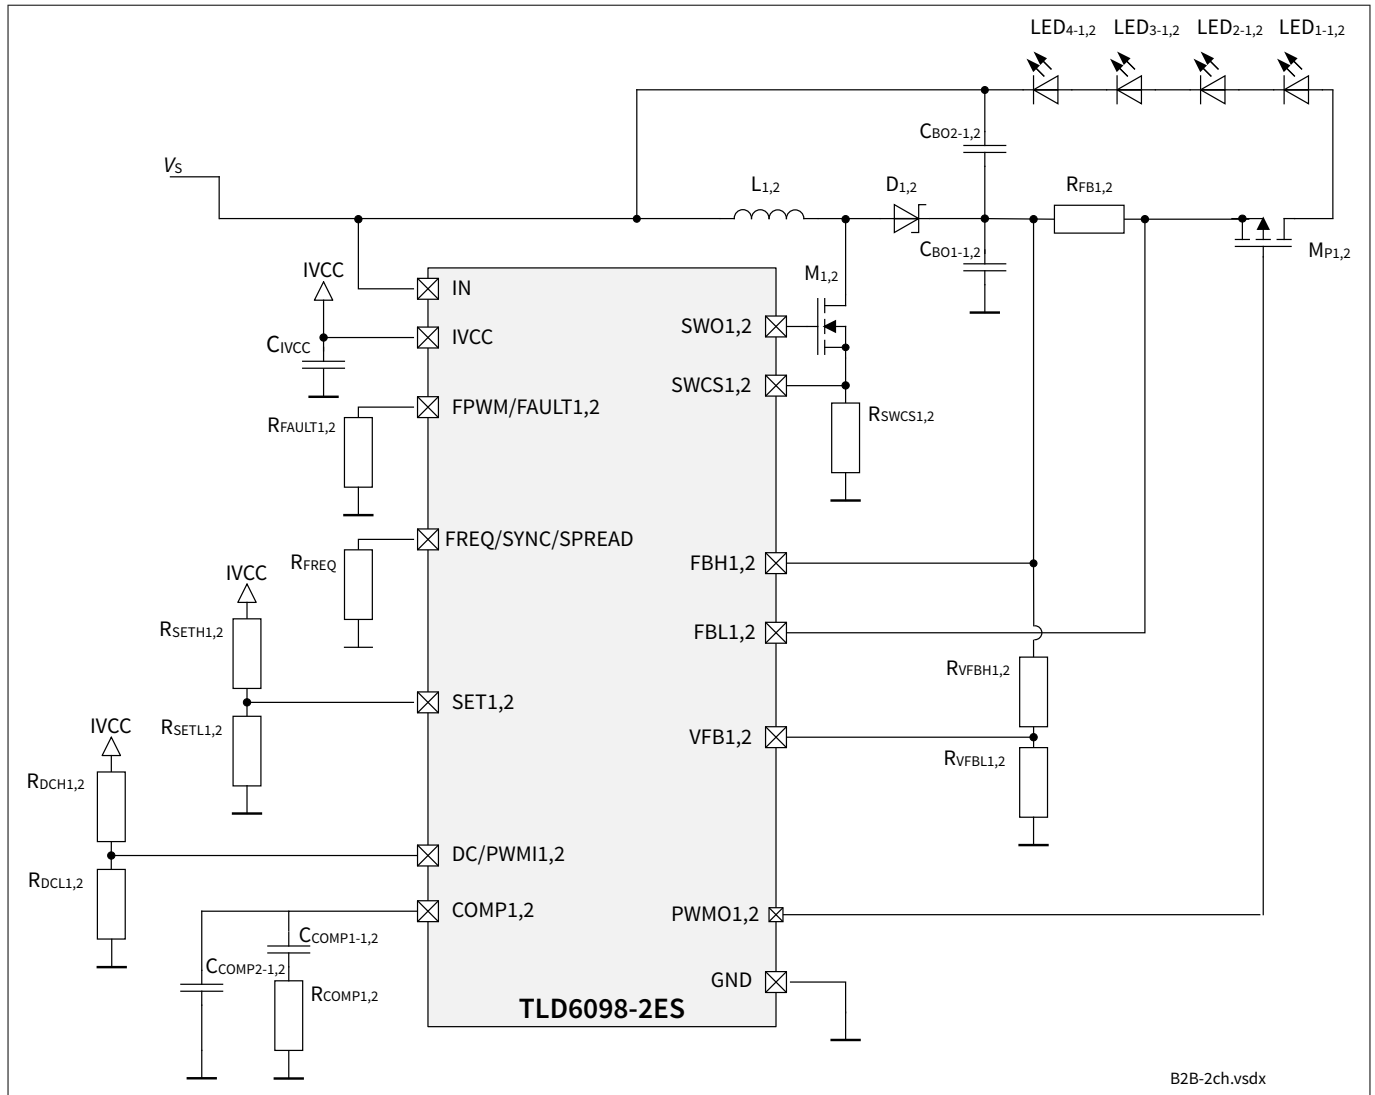 LED4-1,2 LED3-1,2 LED2-1,2 LED1-1,2
CBO2-1,2
VS
L1,2 D1,2 RFB1,2
CBO1-1,2 MP1,2
IVCC M1,2
IN
SWO1,2
CIVCC IVCC
SWCS1,2
FPWM/FAULT1,2 RSWCS1,2
RFAULT1,2
FREQ/SYNC/SPREAD
RFREQ FBH1,2
IVCC
RSETH1,2 FBL1,2
RVFBH1,2
SET1,2
IVCC RSETL1,2 VFB1,2
RVFBL1,2
RDCH1,2
DC/PWMI1,2
RDCL1,2
COMP1,2 PWMO1,2
CCOMP1-1,2
CCOMP2-1,2 GND
RCOMP1,2 TLD6098-2ES
B2B-2ch.vsdx